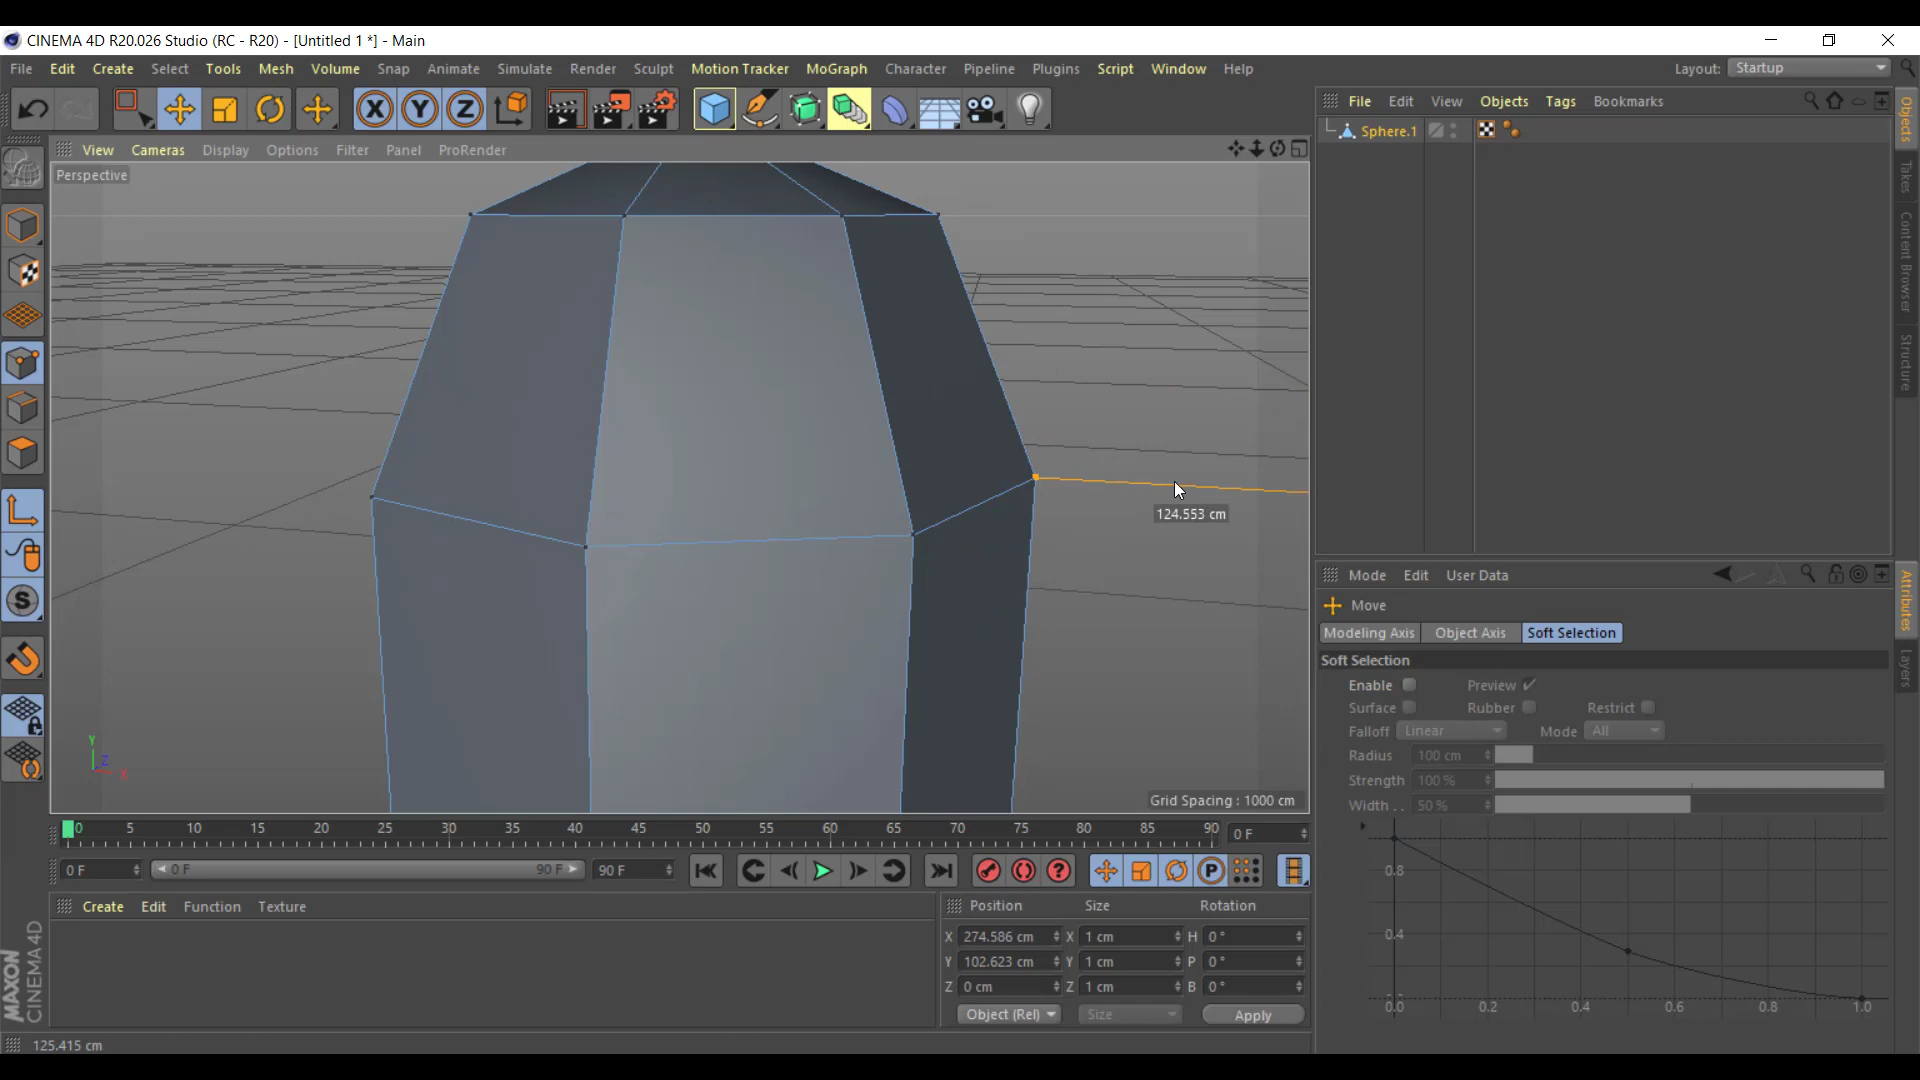 CINEMA 4D R20.026 Studio (RC - R20) - [Untitled 1 *] - Main
File Edit Create Select Tools Mesh Volume Snap Animate Simulate Render Sculpt Motion Tracker MoGraph Character Pipeline Plugins Script Window Help Layout: Startup
X Y Z
File Edit View Objects Tags Bookmarks
Sphere.1
Objects
Takes
Content Browser
Structure
View Cameras Display Options Filter Panel ProRender
Perspective
124.553 cm
S
Y
Z
X
Grid Spacing : 1000 cm
Mode Edit User Data
Move
Modeling Axis Object Axis Soft Selection
Soft Selection
Enable Preview
Surface Rubber Restrict
Falloff Linear Mode All
Radius 100 cm
Strength 100 %
Width . . 50 %
0.8
0.4
0.0 0.2 0.4 0.6 0.8 1.0
Attributes
Layers
0 5 10 15 20 25 30 35 40 45 50 55 60 65 70 75 80 85 90 0 F
0 F 0 F 90 F 90 F
? P
Create Edit Function Texture
Position Size Rotation
X 274.586 cm X 1 cm H 0 °
Y 102.623 cm Y 1 cm P 0 °
Z 0 cm Z 1 cm B 0 °
Object (Rel) Size Apply
MAXON
CINEMA 4D
125.415 cm